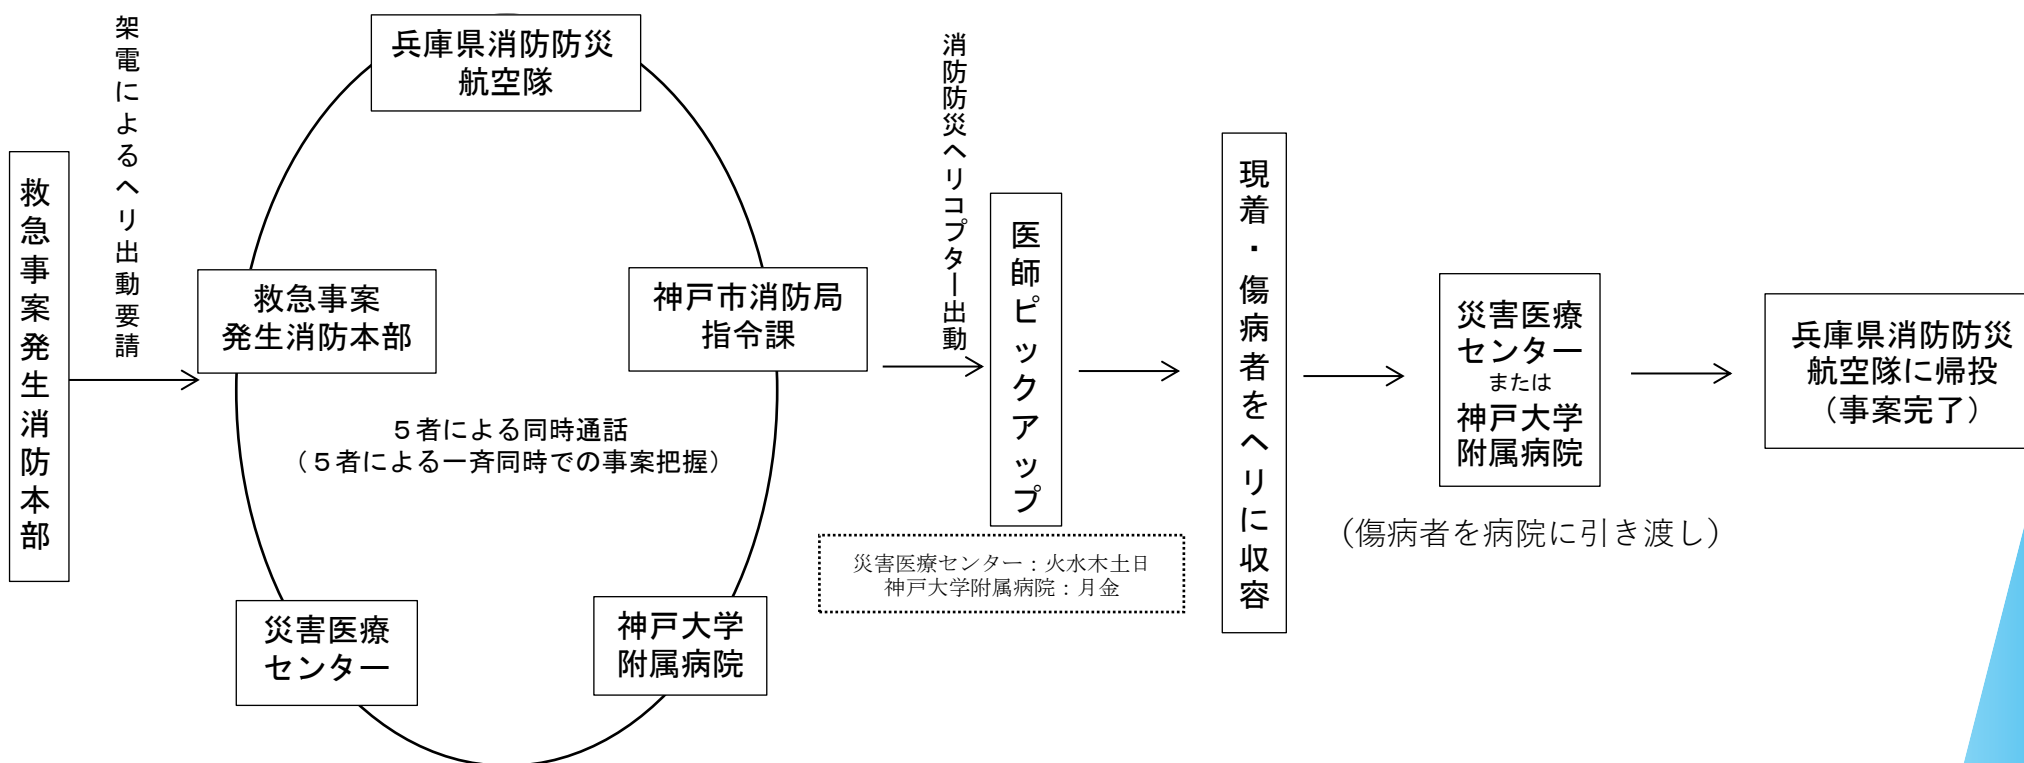 救急事案発生消防本部
架電によるヘリ出動要請
兵庫県消防防災
航空隊
救急事案
発生消防本部
神戸市消防局
指令課
５者による同時通話
（５者による一斉同時での事案把握）
災害医療
センター
神戸大学
附属病院
消防防災ヘリコプター出動
医師ピックアップ
災害医療センター：火水木土日
神戸大学附属病院：月金
現着・傷病者をヘリに収容
災害医療
センター
または
神戸大学
附属病院
（傷病者を病院に引き渡し）
兵庫県消防防災
航空隊に帰投
（事案完了）